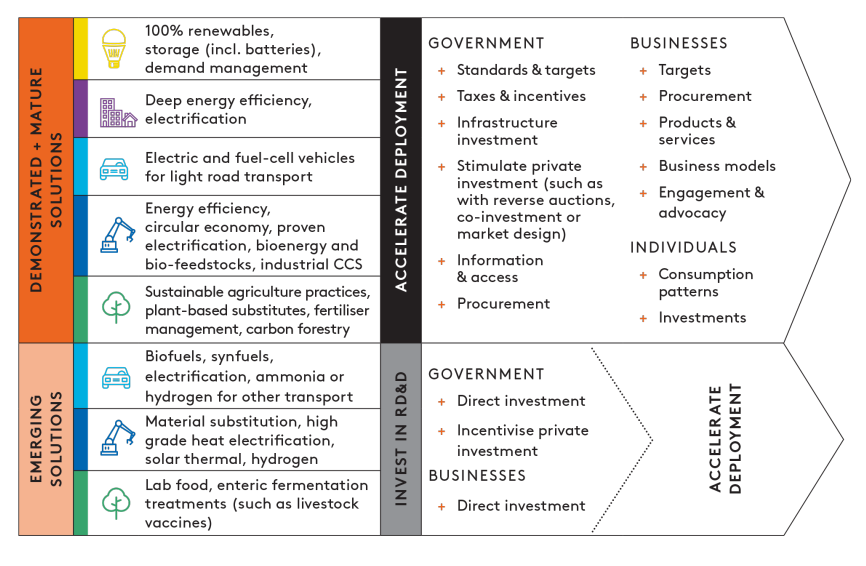 DEMONSTRATED + MATURE
SOLUTIONS
100% renewables,
storage (incl. batteries),
demand management
Deep energy efficiency,
electrification
Electric and fuel-cell vehicles
for light road transport
Energy efficiency,
circular economy, proven
electrification, bioenergy and
bio-feedstocks, industrial CCS
Sustainable agriculture practices,
plant-based substitutes, fertiliser
management, carbon forestry
ACCELERATE DEPLOYMENT
GOVERNMENT
+ Standards & targets
+ Taxes & incentives
+ Infrastructure
investment
+ Stimulate private
investment (such as
with reverse auctions,
co-investment or
market design)
+ Information
& access
+ Procurement
BUSINESSES
+ Targets
+ Procurement
+ Products &
services
+ Business models
+ Engagement &
advocacy
INDIVIDUALS
+ Consumption
patterns
+ Investments
EMERGING
SOLUTIONS
Biofuels, synfuels,
electrification, ammonia or
hydrogen for other transport
Material substitution, high
grade heat electrification,
solar thermal, hydrogen
Lab food, enteric fermentation
treatments (such as livestock
vaccines)
INVEST IN RD&D
GOVERNMENT
+ Direct investment
+ Incentivise private
investment
BUSINESSES
+ Direct investment
ACCELERATE
DEPLOYMENT